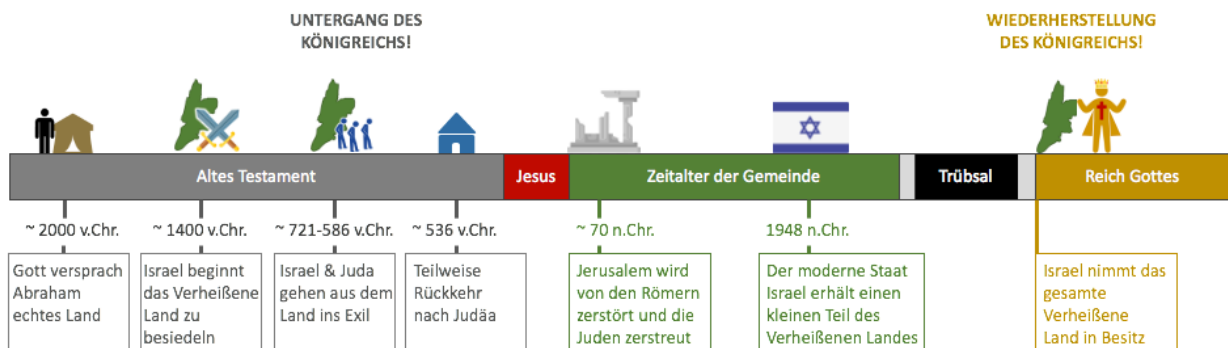 UNTERGANG DES
KÖNIGREICHS!
WIEDERHERSTELLUNG
DES KÖNIGREICHS!
Altes Testament
Jesus
Zeitalter der Gemeinde
Trübsal
Reich Gottes
~ 2000 v.Chr.
~ 1400 v.Chr.
~ 721-586 v.Chr.
~ 536 v.Chr.
~ 70 n.Chr.
1948 n.Chr.
Gott versprach
Abraham
echtes Land
Israel beginnt
das Verheißene
Land zu
besiedeln
Israel & Juda
gehen aus dem
Land ins Exil
Teilweise
Rückkehr
nach Judäa
Jerusalem wird
von den Römern
zerstört und die
Juden zerstreut
Der moderne Staat
Israel erhält einen
kleinen Teil des
Verheißenen Landes
Israel nimmt das
gesamte
Verheißene
Land in Besitz